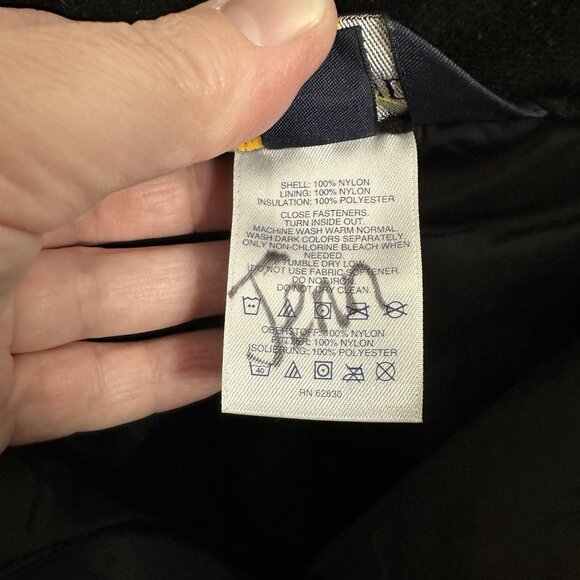 SHELL: 100% NYLON
LINING: 100% NYLON
INSULATION: 100% POLYESTER
CLOSE FASTENERS.
TURN INSIDE OUT.
MACHINE WASH WARM NORMAL
WASH DARK COLORS SEPARATELY.
ONLY NON-CHLORINE BLEACH WHEN
NEEDED.
TUMBLE DRY LOW.
DO NOT USE FABRIC SOFTENER.
DO NOT IRON.
DO NOT DRY CLEAN.
OBERSTOFF: 100% NYLON
FUTTER: 100% NYLON
ISOLIERUNG: 100% POLYESTER
40
RN 62830